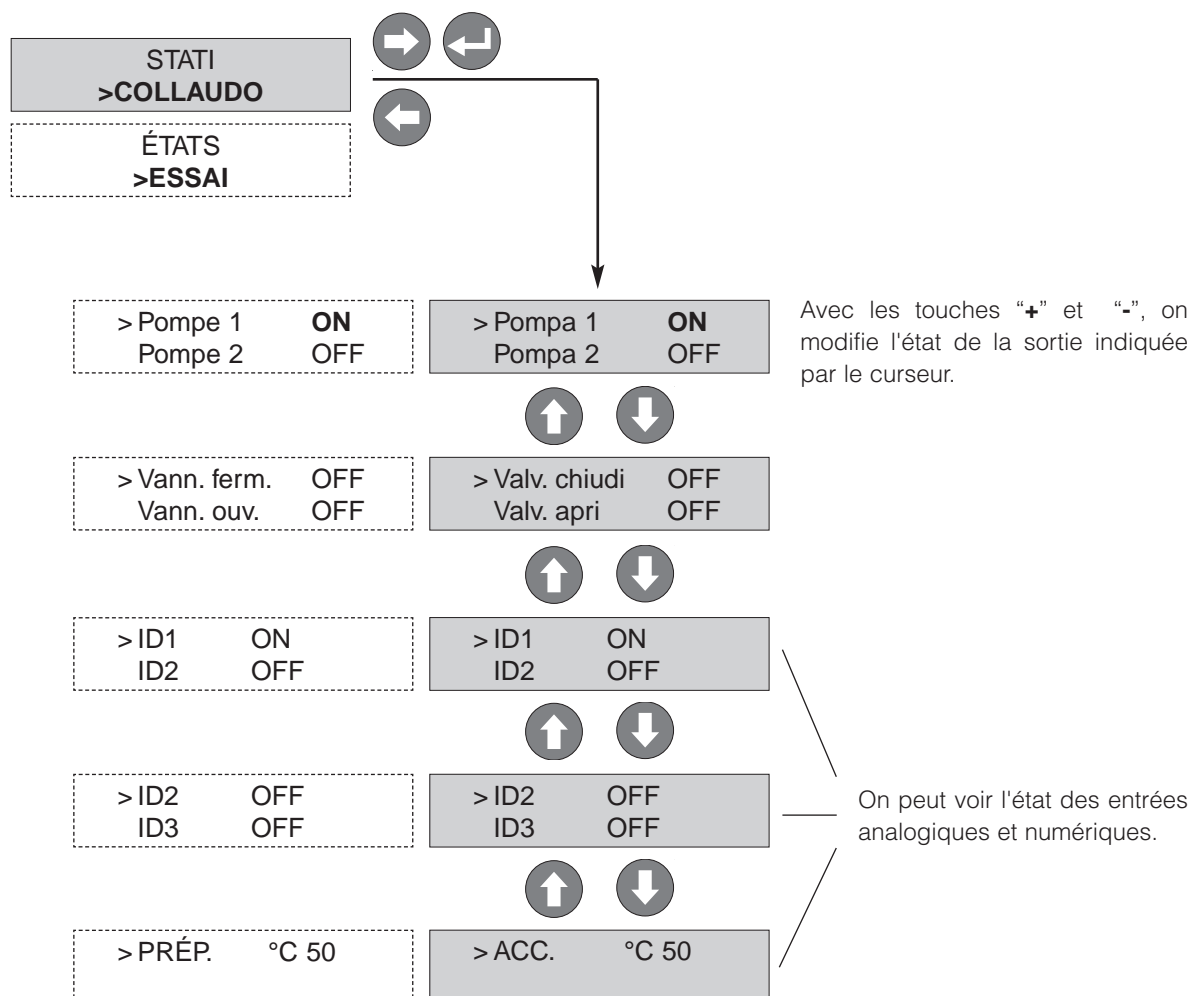 STATI
>COLLAUDO
ÉTATS
>ESSAI
> Pompe 1 ON
Pompe 2 OFF
> Pompa 1 ON
Pompa 2 OFF
Avec les touches “+” et “-”, on
modifie l'état de la sortie indiquée
par le curseur.
> Vann. ferm. OFF
Vann. ouv. OFF
> Valv. chiudi OFF
Valv. apri OFF
> ID1 ON
ID2 OFF
> ID1 ON
ID2 OFF
> ID2 OFF
ID3 OFF
> ID2 OFF
ID3 OFF
On peut voir l'état des entrées
analogiques et numériques.
> PRÉP. °C 50
> ACC. °C 50